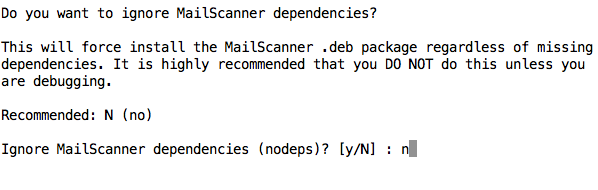 Do you want to ignore MailScanner dependencies?
This will force install the MailScanner .deb package regardless of missing
dependencies. It is highly recommended that you DO NOT do this unless you
are debugging.
Recommended: N (no)
Ignore MailScanner dependencies (nodeps)? [y/N] : n